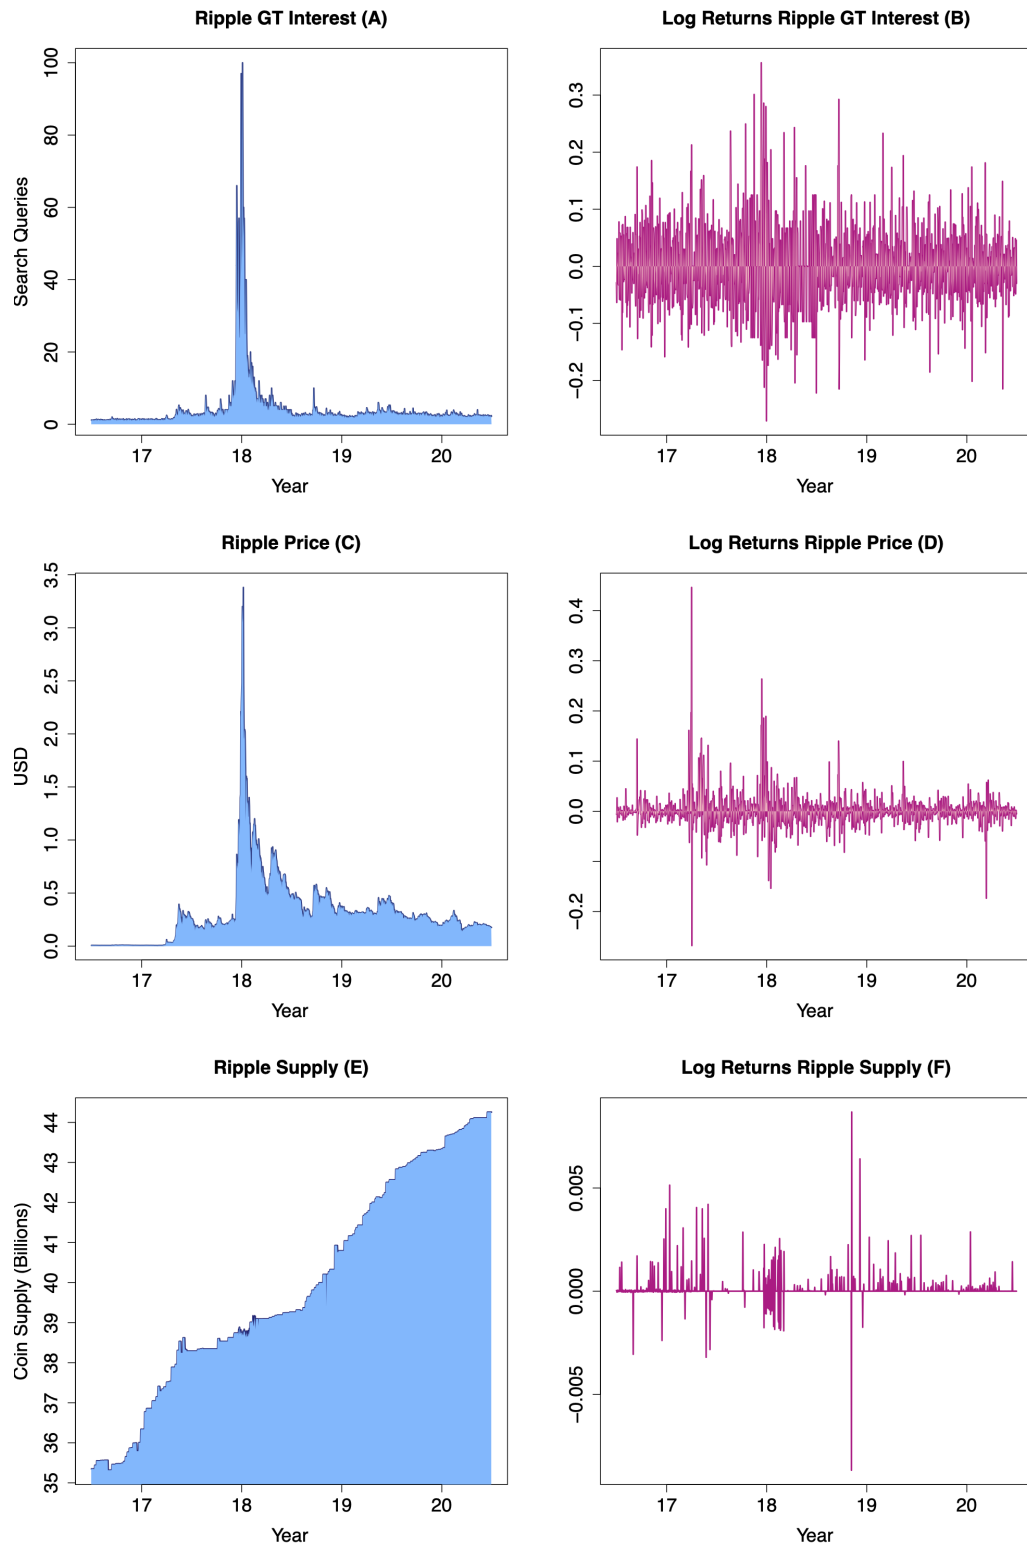 Ripple GT Interest (A)
Search Queries
100
80
60
40
20
0
17 18 19 20
Year
Log Returns Ripple GT Interest (B)
0.3
0.2
0.1
0.0
−0.1
−0.2
17 18 19 20
Year
Ripple Price (C)
USD
3.5
3.0
2.5
2.0
1.5
1.0
0.5
0.0
17 18 19 20
Year
Log Returns Ripple Price (D)
0.4
0.3
0.2
0.1
0.0
−0.2
17 18 19 20
Year
Ripple Supply (E)
Coin Supply (Billions)
44
43
42
41
40
39
38
37
36
35
17 18 19 20
Year
Log Returns Ripple Supply (F)
0.005
0.000
−0.005
17 18 19 20
Year